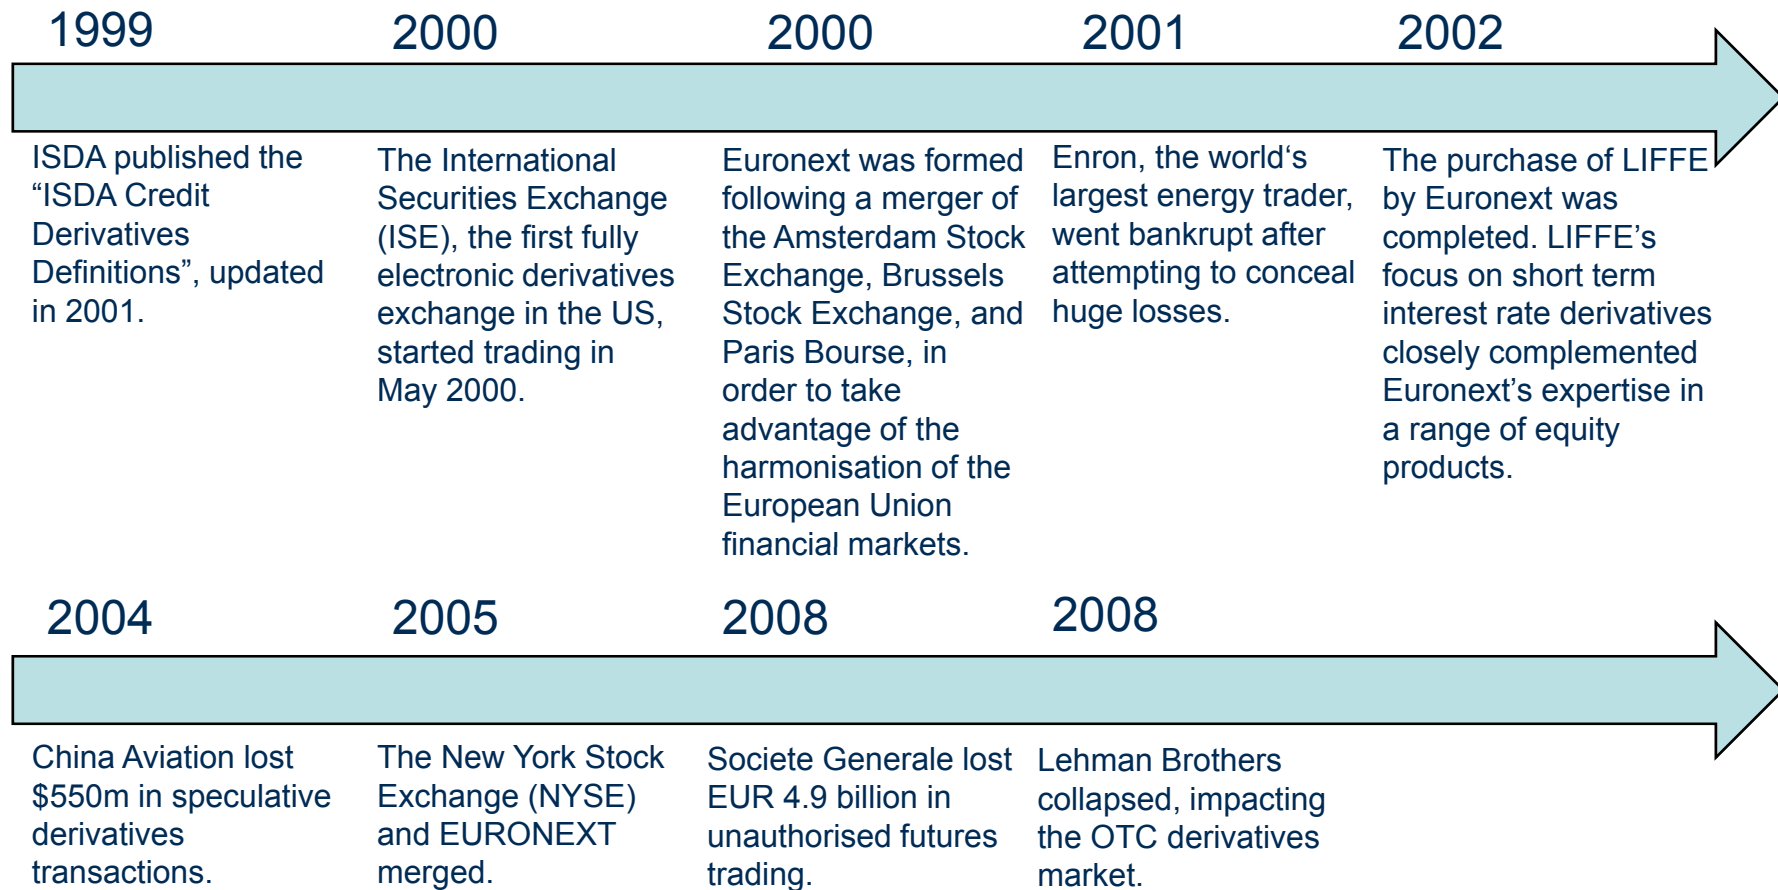 1999
2000
2000
2001
2002
ISDA published the
“ISDA Credit
Derivatives
Definitions”, updated
in 2001.
The International
Securities Exchange
(ISE), the first fully
electronic derivatives
exchange in the US,
started trading in
May 2000.
Euronext was formed
following a merger of
the Amsterdam Stock
Exchange, Brussels
Stock Exchange, and
Paris Bourse, in
order to take
advantage of the
harmonisation of the
European Union
financial markets.
Enron, the world‘s
largest energy trader,
went bankrupt after
attempting to conceal
huge losses.
The purchase of LIFFE
by Euronext was
completed. LIFFE’s
focus on short term
interest rate derivatives
closely complemented
Euronext’s expertise in
a range of equity
products.
2004
2005
2008
2008
China Aviation lost
$550m in speculative
derivatives
transactions.
The New York Stock
Exchange (NYSE)
and EURONEXT
merged.
Societe Generale lost
EUR 4.9 billion in
unauthorised futures
trading.
Lehman Brothers
collapsed, impacting
the OTC derivatives
market.